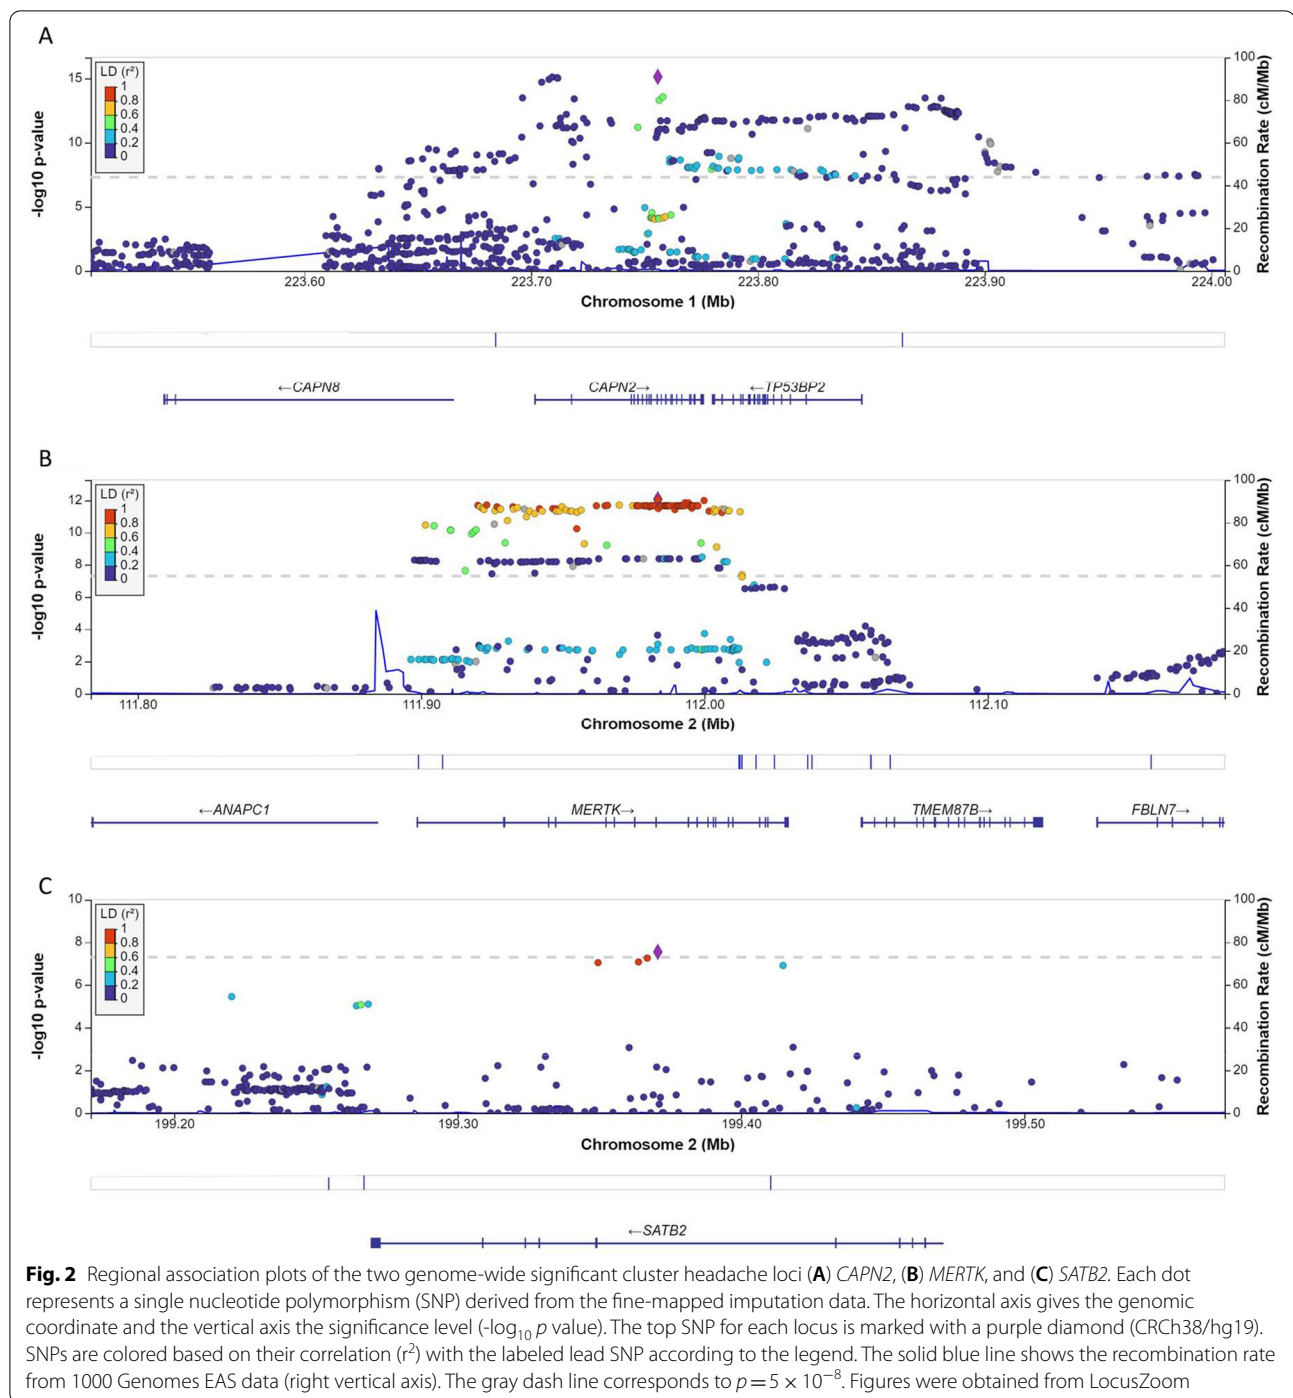 A
LD (r²)
1
0.8
0.6
0.4
0.2
0
15
10
5
0
-log10 p-value
100
80
60
40
20
0
Recombination Rate (cM/Mb)
223.60
223.70
223.80
223.90
224.00
Chromosome 1 (Mb)
←CAPN8
CAPN2→
←TP53BP2
B
LD (r²)
1
0.8
0.6
0.4
0.2
0
12
10
8
6
4
2
0
-log10 p-value
100
80
60
40
20
0
Recombination Rate (cM/Mb)
111.80
111.90
112.00
112.10
Chromosome 2 (Mb)
←ANAPC1
MERTK→
TMEM87B→
FBLN7→
C
LD (r²)
1
0.8
0.6
0.4
0.2
0
10
8
6
4
2
0
-log10 p-value
100
80
60
40
20
0
Recombination Rate (cM/Mb)
199.20
199.30
199.40
199.50
Chromosome 2 (Mb)
←SATB2
Fig. 2 Regional association plots of the two genome-wide significant cluster headache loci (A) CAPN2, (B) MERTK, and (C) SATB2. Each dot
represents a single nucleotide polymorphism (SNP) derived from the fine-mapped imputation data. The horizontal axis gives the genomic
coordinate and the vertical axis the significance level (-log₁₀ p value). The top SNP for each locus is marked with a purple diamond (CRCh38/hg19).
SNPs are colored based on their correlation (r²) with the labeled lead SNP according to the legend. The solid blue line shows the recombination rate
from 1000 Genomes EAS data (right vertical axis). The gray dash line corresponds to p = 5 × 10⁻⁸. Figures were obtained from LocusZoom